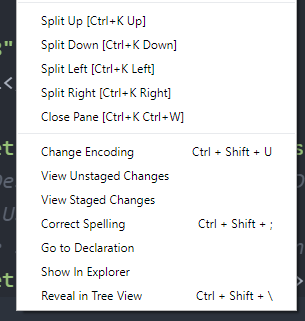 Split Up [Ctrl+K Up]
Split Down [Ctrl+K Down]
Split Left [Ctrl+K Left]
Split Right [Ctrl+K Right]
Close Pane [Ctrl+K Ctrl+W]
Change Encoding Ctrl + Shift + U
View Unstaged Changes
View Staged Changes
Correct Spelling Ctrl + Shift + ;
Go to Declaration
Show In Explorer
Reveal in Tree View Ctrl + Shift + \